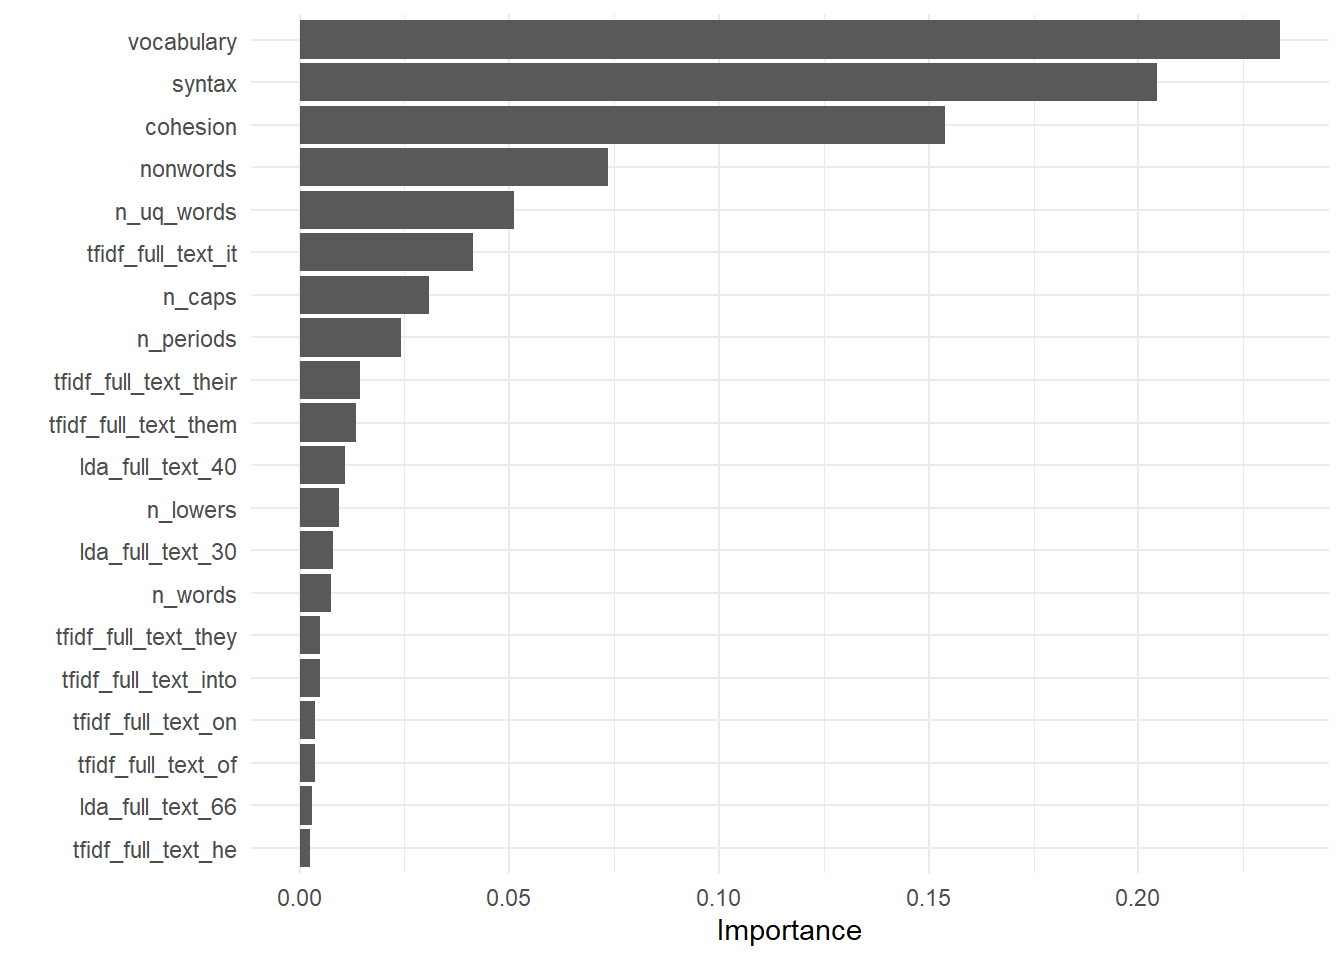 vocabulary
syntax
cohesion
nonwords
n_uq_words
tfidf_full_text_it
n_caps
n_periods
tfidf_full_text_their
tfidf_full_text_them
lda_full_text_40
n_lowers
lda_full_text_30
n_words
tfidf_full_text_they
tfidf_full_text_into
tfidf_full_text_on
tfidf_full_text_of
lda_full_text_66
tfidf_full_text_he
0.00 0.05 0.10 0.15 0.20
Importance